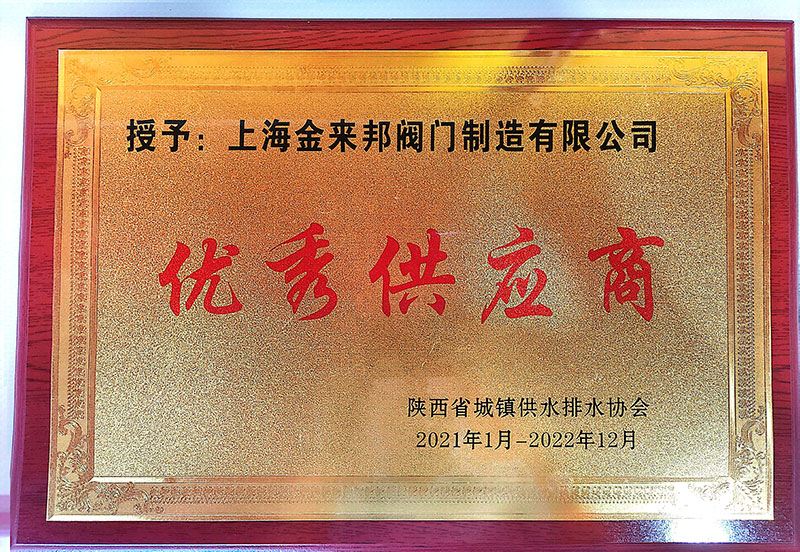 授予：上海金来邦阀门制造有限公司
优秀供应商
陕西省城镇供水排水协会
2021年1月-2022年12月